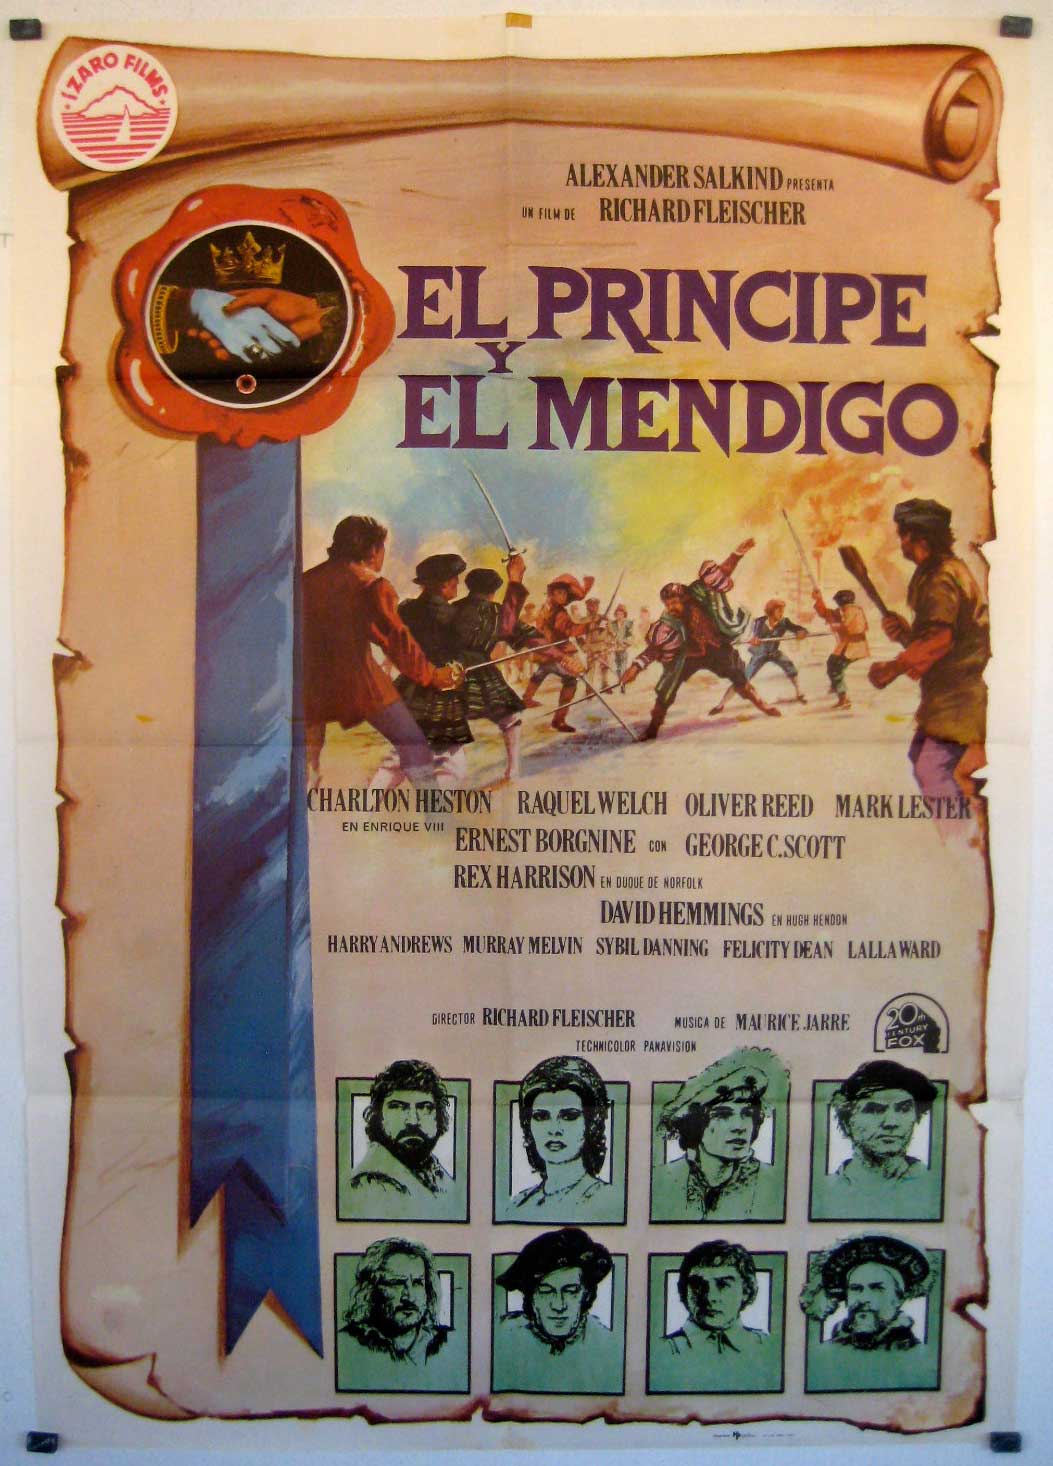 ÍZARO FILMS
ALEXANDER SALKIND PRESENTA
UN FILM DE RICHARD FLEISCHER
EL PRINCIPE
Y
EL MENDIGO
CHARLTON HESTON RAQUEL WELCH OLIVER REED MARK LESTER
EN ENRIQUE VIII
ERNEST BORGNINE CON GEORGE C. SCOTT
REX HARRISON EN DUQUE DE NORFOLK
DAVID HEMMINGS EN HUGH HENDON
HARRY ANDREWS MURRAY MELVIN SYBIL DANNING FELICITY DEAN LALLA WARD
DIRECTOR RICHARD FLEISCHER MUSICA DE MAURICE JARRE
TECHNICOLOR PANAVISION
20th
CENTURY
FOX